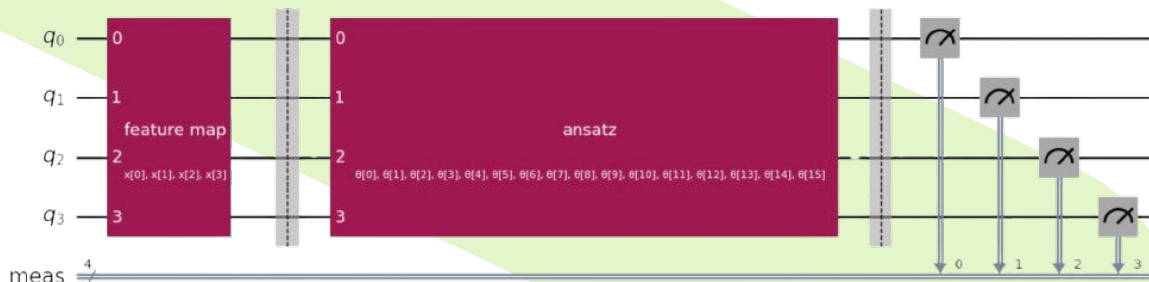 q0 0 0
q1 1 1
feature map ansatz
q2 2 2
x[0], x[1], x[2], x[3] θ[0], θ[1], θ[2], θ[3], θ[4], θ[5], θ[6], θ[7], θ[8], θ[9], θ[10], θ[11], θ[12], θ[13], θ[14], θ[15]
q3 3 3
meas 4 0 1 2 3